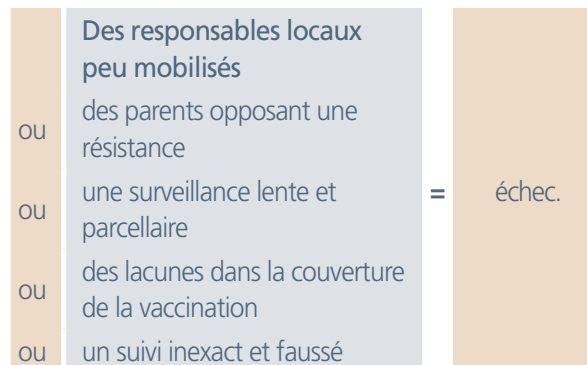 Des responsables locaux
peu mobilisés
ou des parents opposant une
résistance
ou une surveillance lente et
parcellaire
= échec.
ou des lacunes dans la couverture
de la vaccination
ou un suivi inexact et faussé